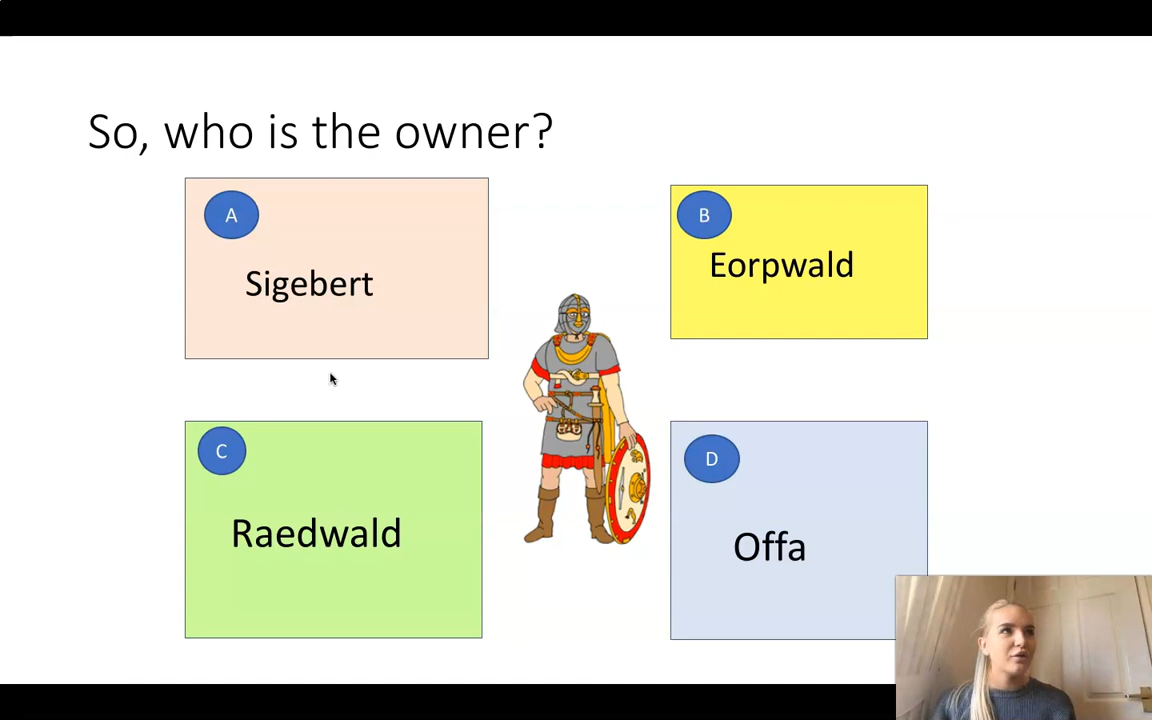 So, who is the owner?
A
Sigebert
B
Eorpwald
C
Raedwald
D
Offa